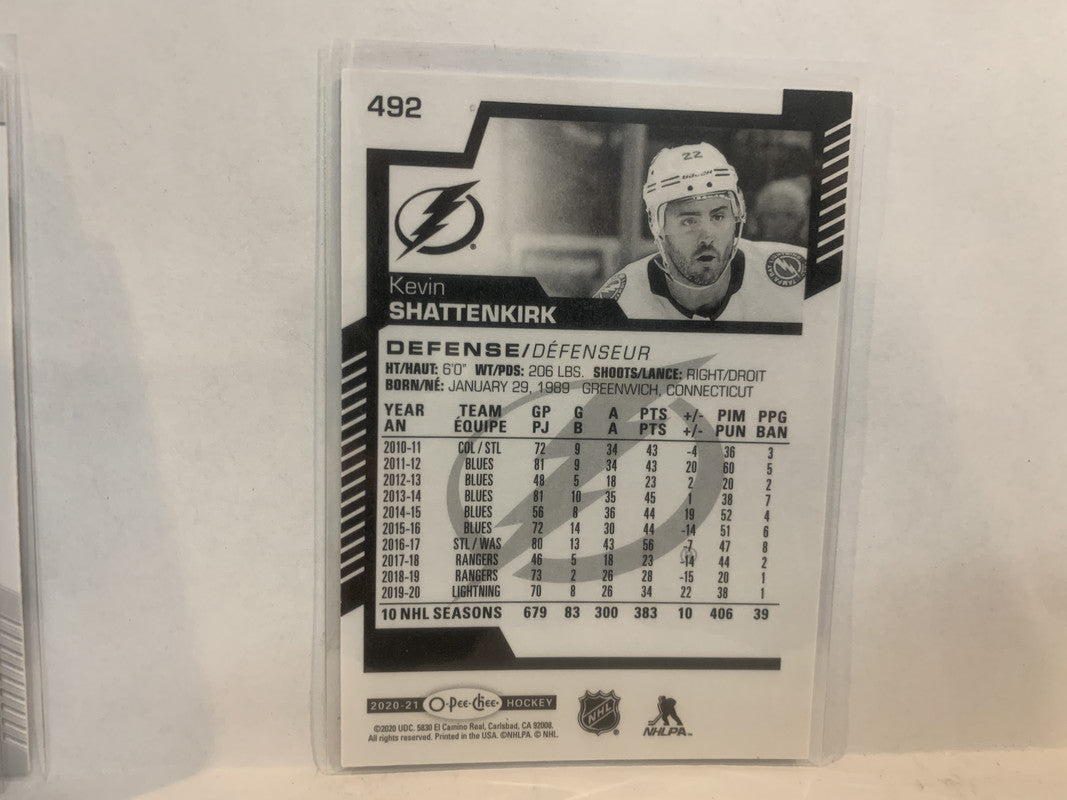 492
22
Kevin
SHATTENKIRK
DEFENSE/DÉFENSEUR
HT/HAUT: 6'0" WT/PDS: 206 LBS. SHOOTS/LANCE: RIGHT/DROIT
BORN/NÉ: JANUARY 29, 1989 GREENWICH, CONNECTICUT
YEAR TEAM GP G A PTS +/- PIM PPG
AN ÉQUIPE PJ B A PTS +/- PUN BAN
2010-11 COL / STL 72 9 34 43 -4 36 3
2011-12 BLUES 81 9 34 43 20 60 5
2012-13 BLUES 48 5 18 23 2 20 2
2013-14 BLUES 81 10 35 45 1 38 7
2014-15 BLUES 56 8 36 44 19 52 4
2015-16 BLUES 72 14 30 44 -14 51 6
2016-17 STL / WAS 80 13 43 56 -7 47 8
2017-18 RANGERS 46 5 18 23 -14 44 2
2018-19 RANGERS 73 2 26 28 -15 20 1
2019-20 LIGHTNING 70 8 26 34 22 38 1
10 NHL SEASONS 679 83 300 383 10 406 39
2020-21 O-Pee-Chee HOCKEY
NHL
NHLPA
©2020 UDC. 5830 El Camino Real, Carlsbad, CA 92008.
All rights reserved. Printed in the USA. ©NHLPA. © NHL.